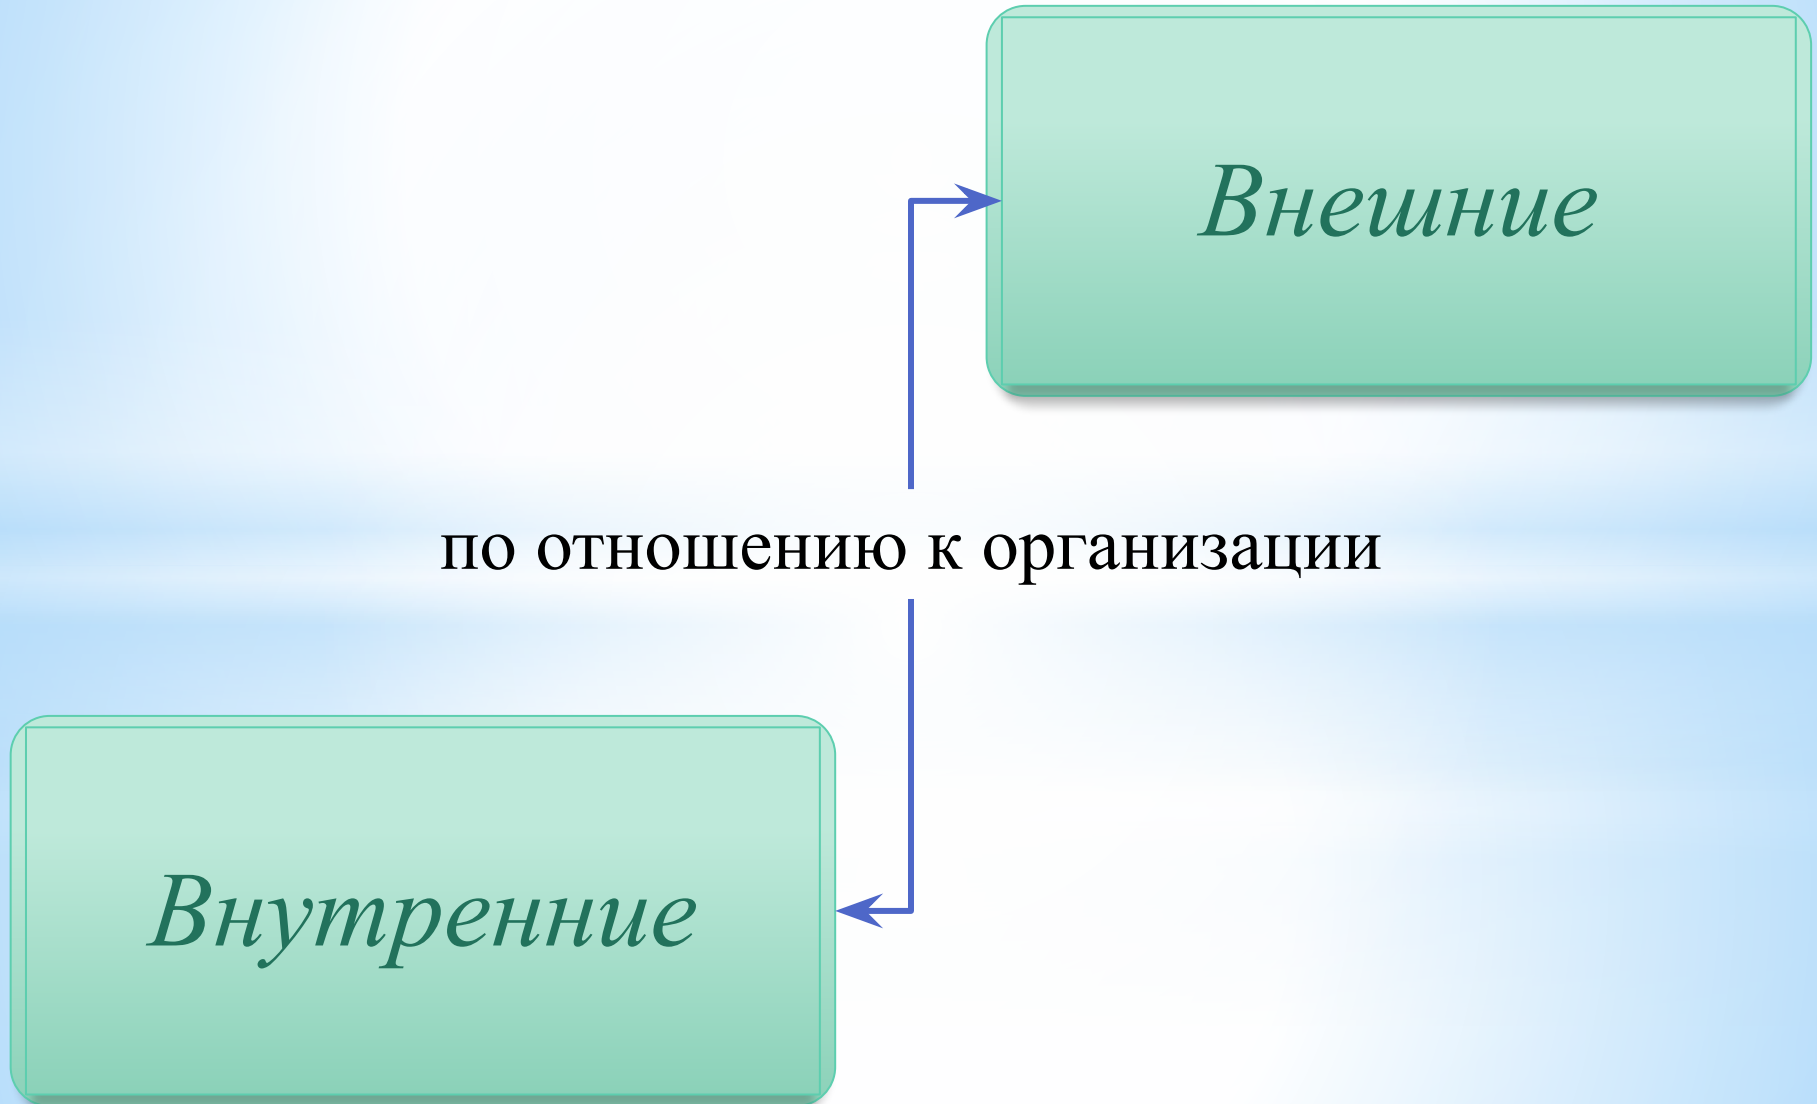 Внешние
по отношению к организации
Внутренние